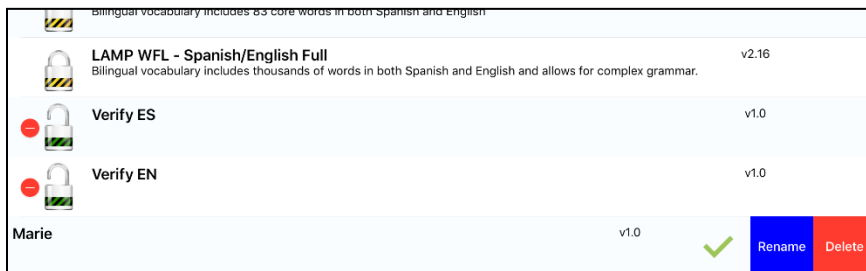 Bilingual vocabulary includes 83 core words in both Spanish and English
LAMP WFL - Spanish/English Full
v2.16
Bilingual vocabulary includes thousands of words in both Spanish and English and allows for complex grammar.
Verify ES
v1.0
Verify EN
v1.0
Marie
v1.0
Rename
Delete